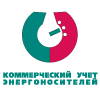 КОММЕРЧЕСКИЙ УЧЕТ
ЭНЕРГОНОСИТЕЛЕЙ